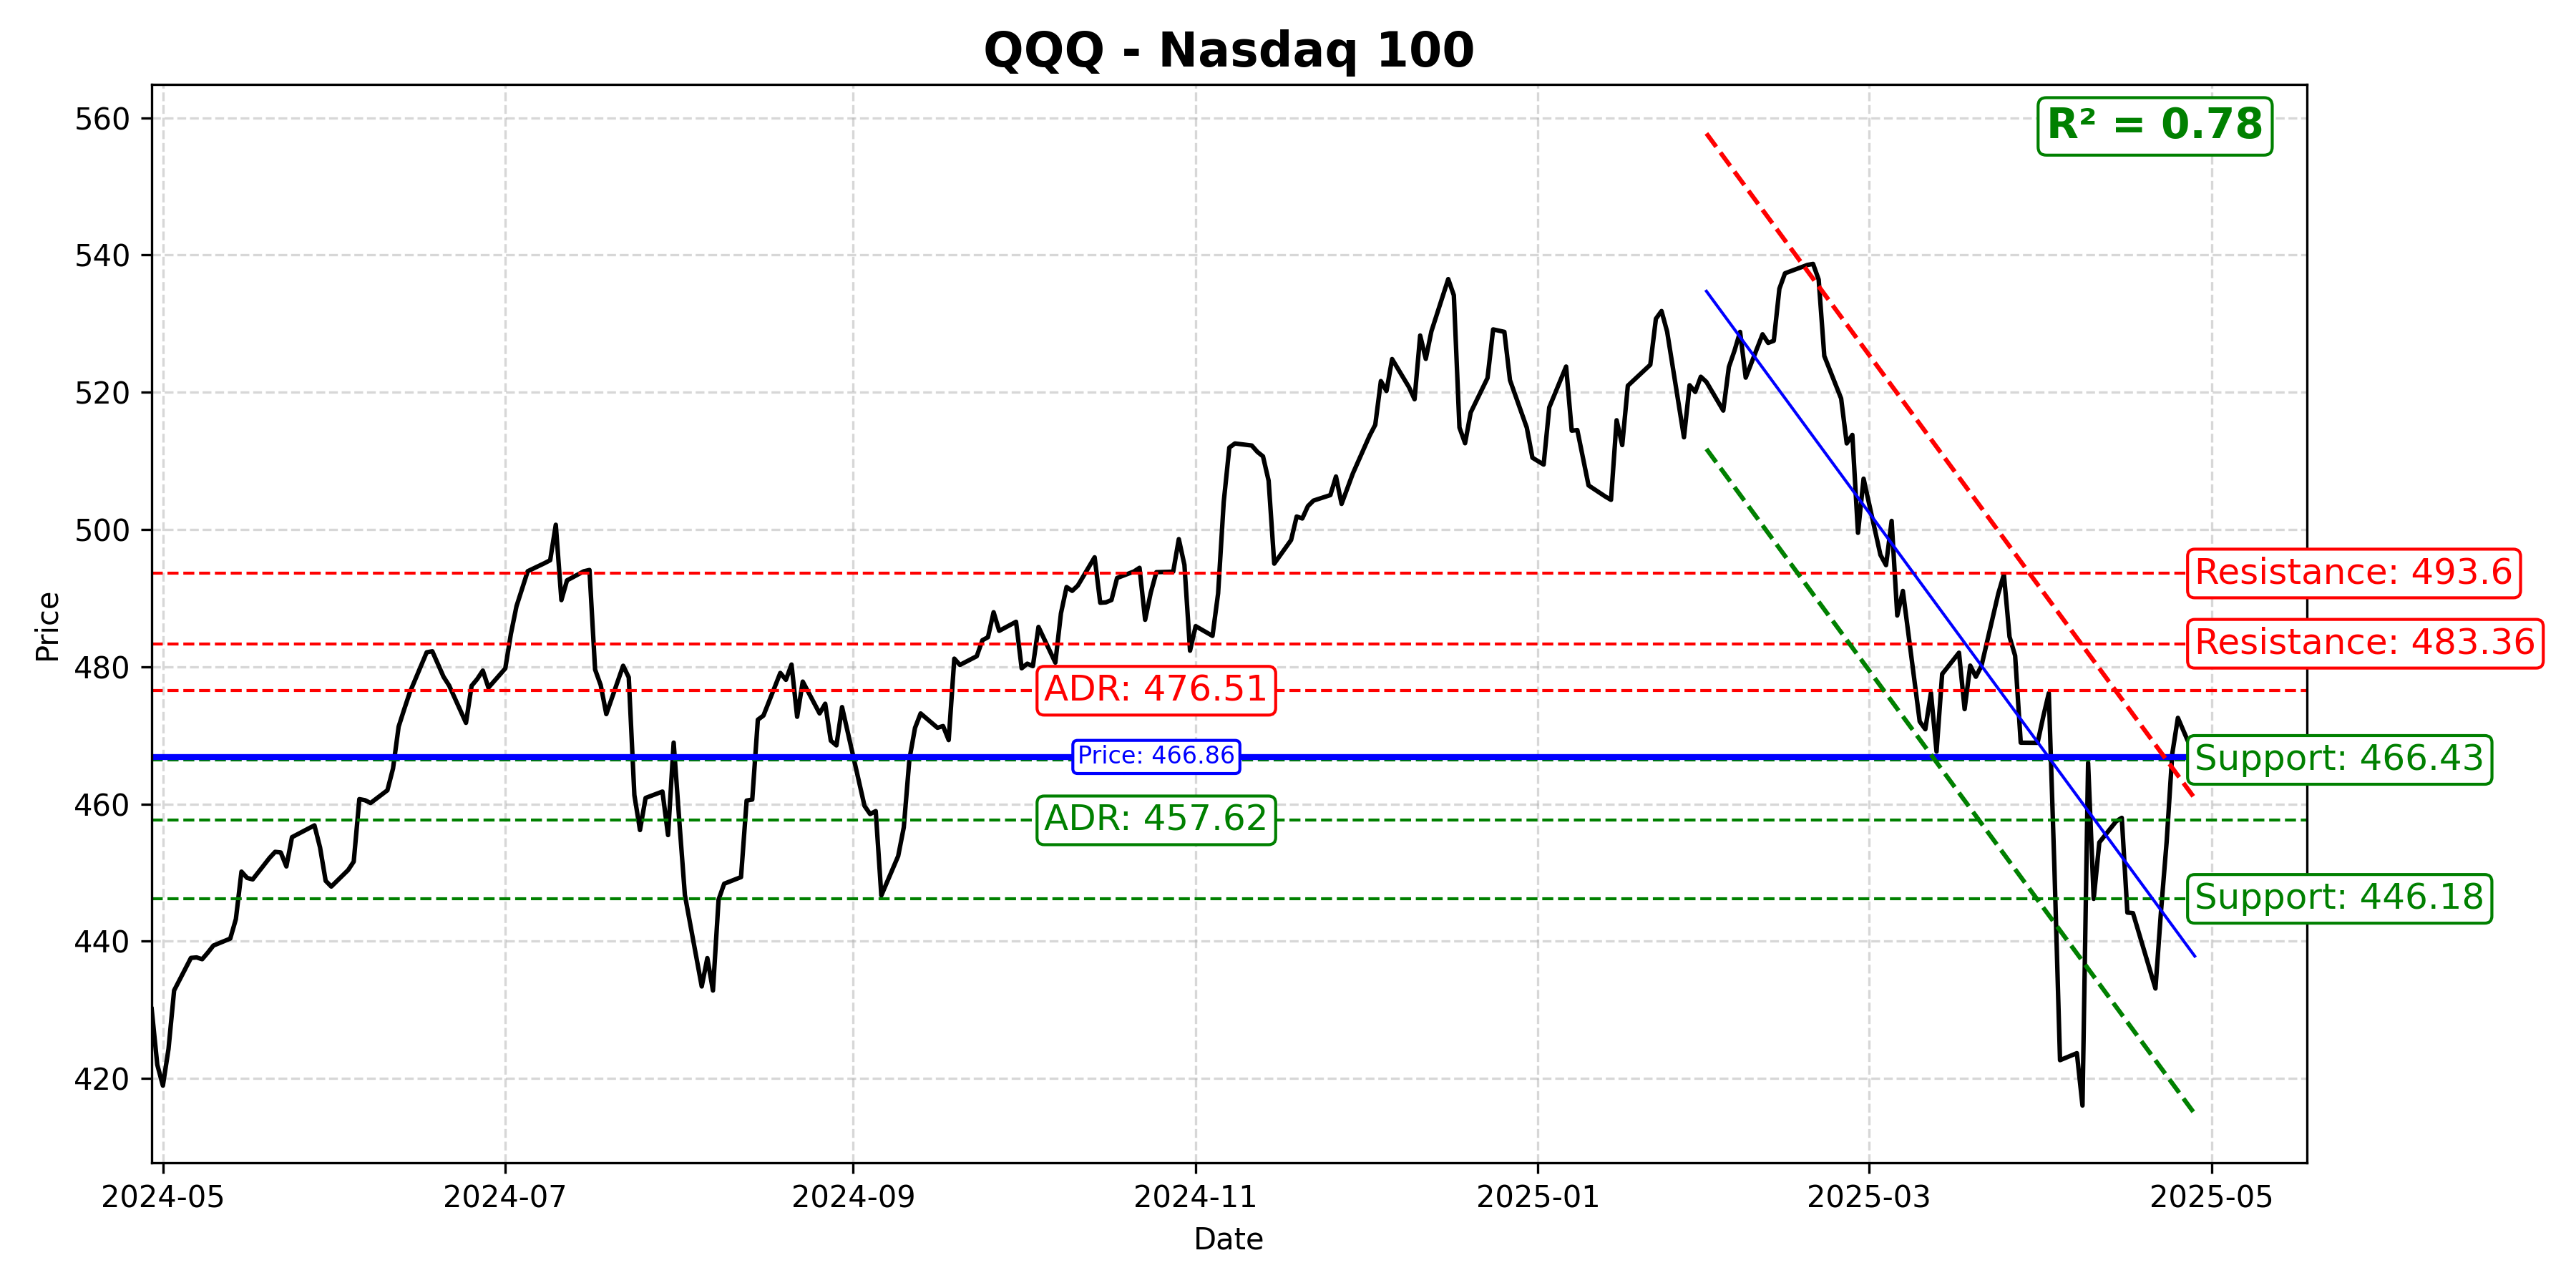 QQQ - Nasdaq 100
R² = 0.78
560
540
520
500
480
460
440
420
Price
Resistance: 493.6
Resistance: 483.36
ADR: 476.51
Price: 466.86
Support: 466.43
ADR: 457.62
Support: 446.18
2024-05
2024-07
2024-09
2024-11
2025-01
2025-03
2025-05
Date